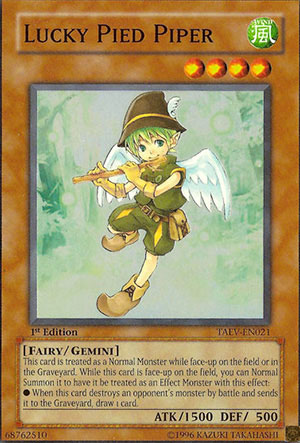 LUCKY PIED PIPER
WIND
風
1st Edition
TAEV-EN021
[FAIRY/GEMINI]
This card is treated as a Normal Monster while face-up on the field or in
the Graveyard. While this card is face-up on the field, you can Normal
Summon it to have it be treated as an Effect Monster with this effect:
● When this card destroys an opponent's monster by battle and sends
it to the Graveyard, draw 1 card.
ATK/1500 DEF/ 500
68762510
©1996 KAZUKI TAKAHASHI